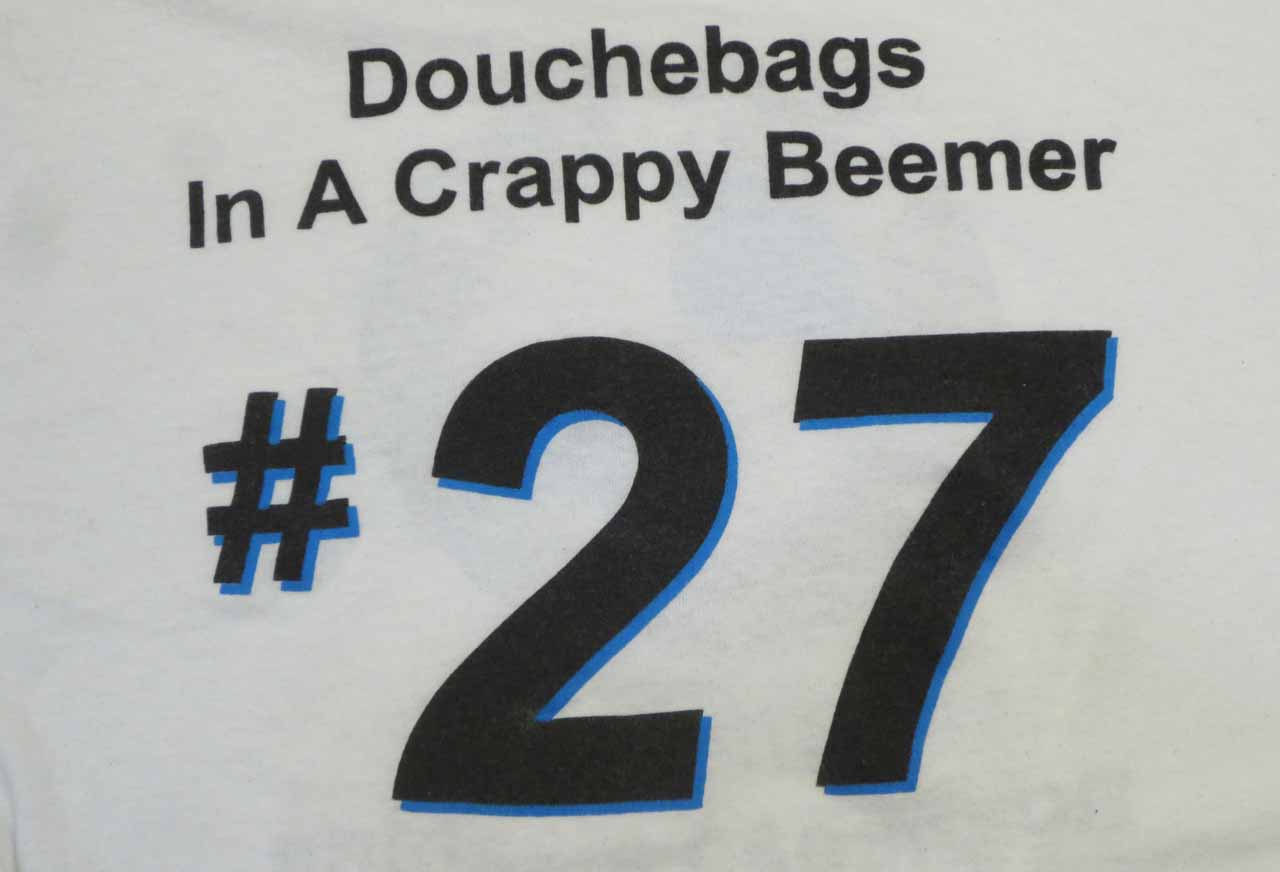 Douchebags
In A Crappy Beemer
#27